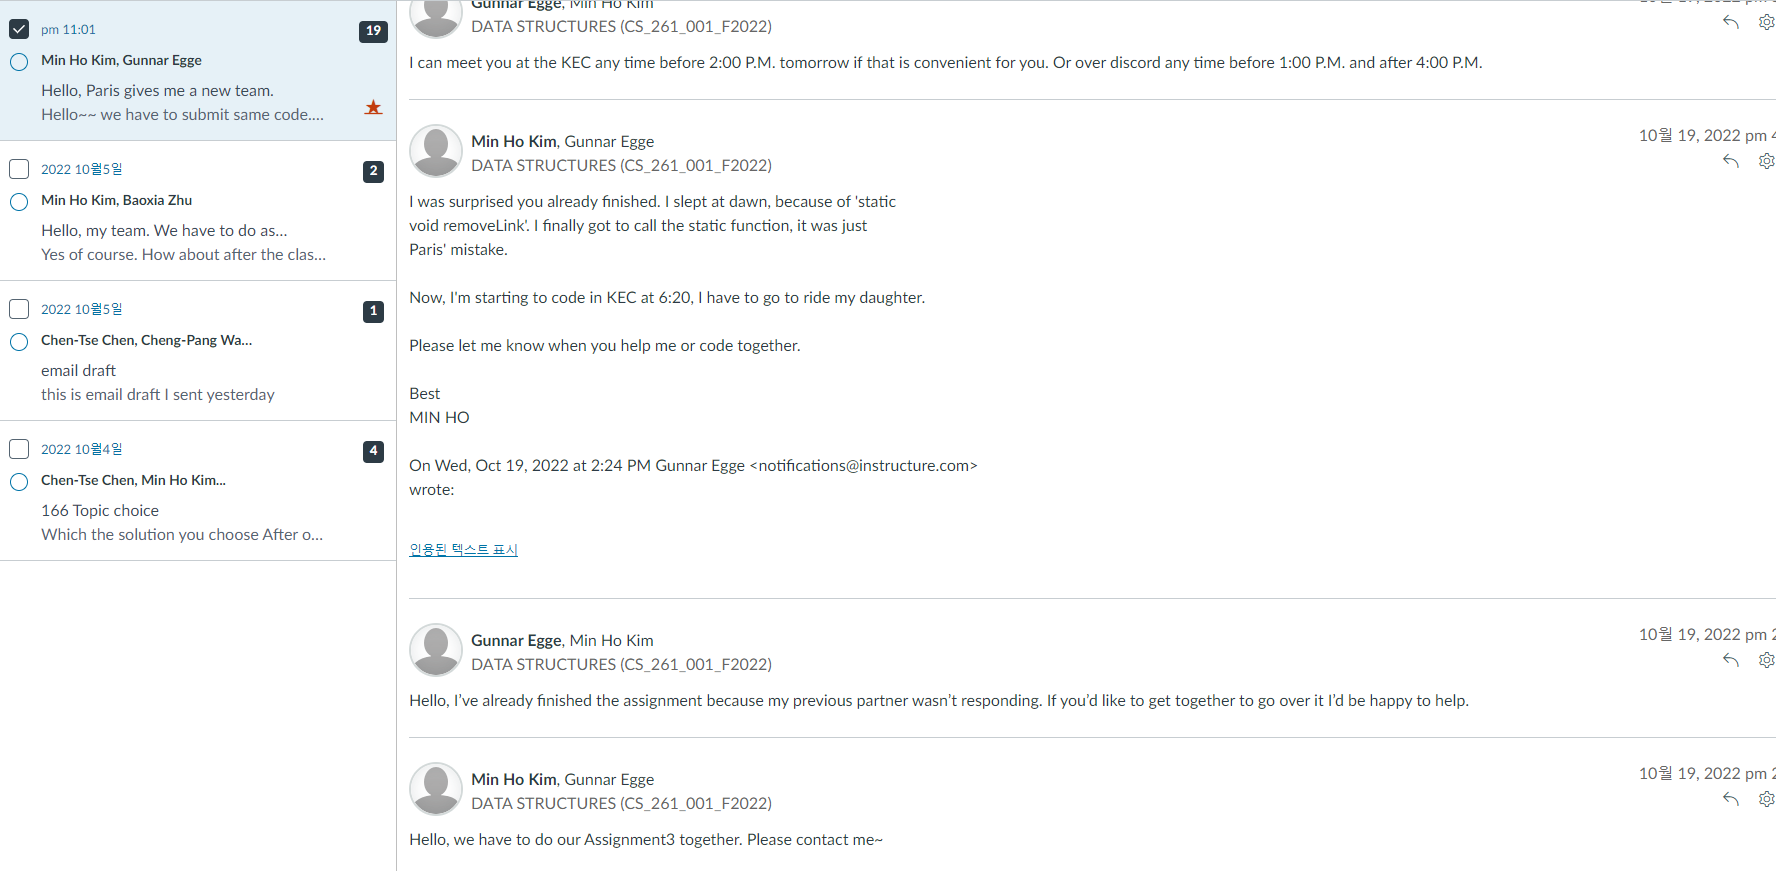 pm 11:01
19
Min Ho Kim, Gunnar Egge
Hello, Paris gives me a new team.
Hello~~ we have to submit same code....
2022 10월5일
2
Min Ho Kim, Baoxia Zhu
Hello, my team. We have to do as...
Yes of course. How about after the clas...
2022 10월5일
1
Chen-Tse Chen, Cheng-Pang Wa...
email draft
this is email draft I sent yesterday
2022 10월4일
4
Chen-Tse Chen, Min Ho Kim...
166 Topic choice
Which the solution you choose After o...
Gunnar Egge, Min Ho Kim
DATA STRUCTURES (CS_261_001_F2022)
I can meet you at the KEC any time before 2:00 P.M. tomorrow if that is convenient for you. Or over discord any time before 1:00 P.M. and after 4:00 P.M.
Min Ho Kim, Gunnar Egge
10월 19, 2022 pm 4
DATA STRUCTURES (CS_261_001_F2022)
I was surprised you already finished. I slept at dawn, because of 'static
void removeLink'. I finally got to call the static function, it was just
Paris' mistake.
Now, I'm starting to code in KEC at 6:20, I have to go to ride my daughter.
Please let me know when you help me or code together.
Best
MIN HO
On Wed, Oct 19, 2022 at 2:24 PM Gunnar Egge <notifications@instructure.com>
wrote:
인용된 텍스트 표시
Gunnar Egge, Min Ho Kim
10월 19, 2022 pm 2
DATA STRUCTURES (CS_261_001_F2022)
Hello, I’ve already finished the assignment because my previous partner wasn’t responding. If you’d like to get together to go over it I’d be happy to help.
Min Ho Kim, Gunnar Egge
10월 19, 2022 pm 2
DATA STRUCTURES (CS_261_001_F2022)
Hello, we have to do our Assignment3 together. Please contact me~